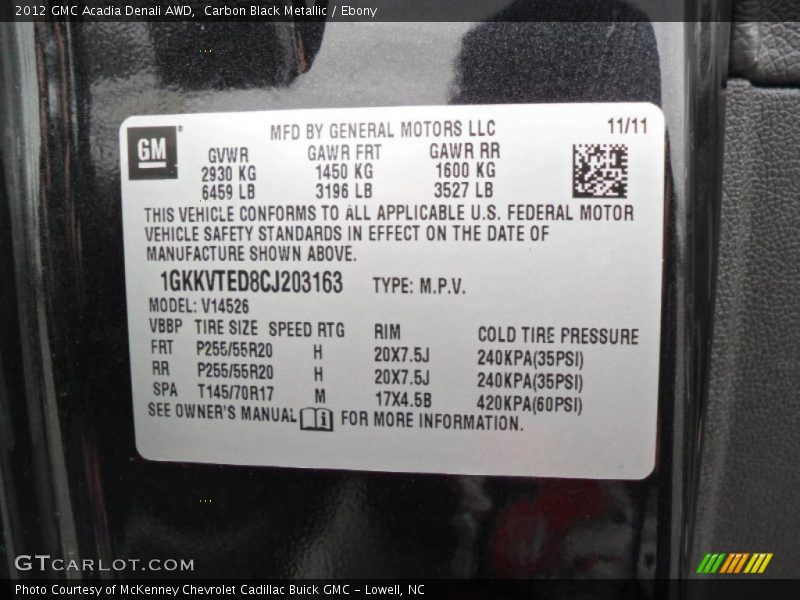 2012 GMC Acadia Denali AWD, Carbon Black Metallic / Ebony
MFD BY GENERAL MOTORS LLC 11/11
GM
GVWR GAWR FRT GAWR RR
2930 KG 1450 KG 1600 KG
6459 LB 3196 LB 3527 LB
THIS VEHICLE CONFORMS TO ALL APPLICABLE U.S. FEDERAL MOTOR
VEHICLE SAFETY STANDARDS IN EFFECT ON THE DATE OF
MANUFACTURE SHOWN ABOVE.
1GKKVTED8CJ203163 TYPE: M.P.V.
MODEL: V14526
VBBP TIRE SIZE SPEED RTG RIM COLD TIRE PRESSURE
FRT P255/55R20 H 20X7.5J 240KPA(35PSI)
RR P255/55R20 H 20X7.5J 240KPA(35PSI)
SPA T145/70R17 M 17X4.5B 420KPA(60PSI)
SEE OWNER'S MANUAL i FOR MORE INFORMATION.
GTCARLOT.COM
Photo Courtesy of McKenney Chevrolet Cadillac Buick GMC - Lowell, NC